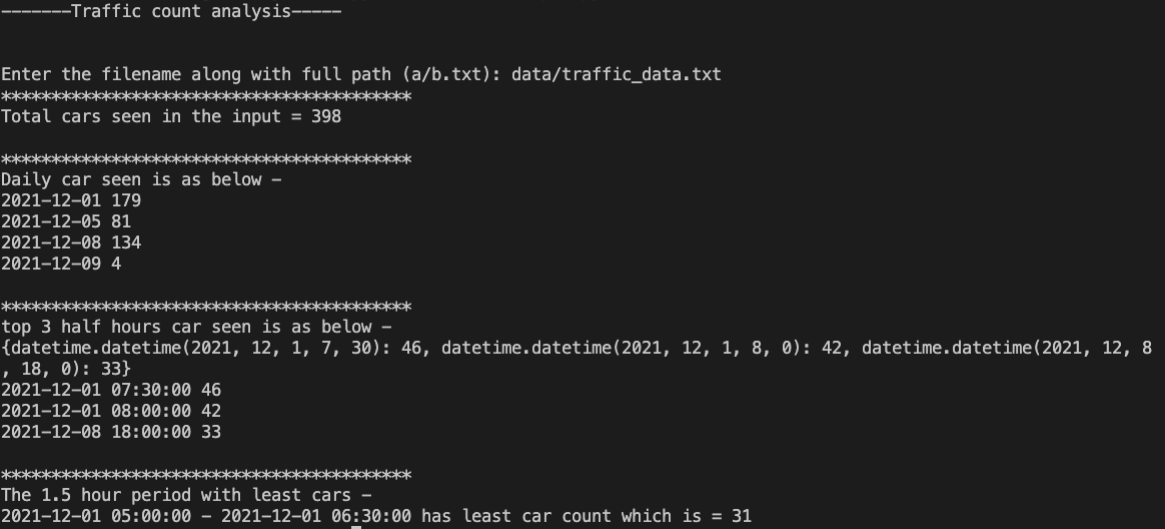 -------Traffic count analysis-----
Enter the filename along with full path (a/b.txt): data/traffic_data.txt
*****************************************
Total cars seen in the input = 398
*****************************************
Daily car seen is as below -
2021-12-01 179
2021-12-05 81
2021-12-08 134
2021-12-09 4
*****************************************
top 3 half hours car seen is as below -
{datetime.datetime(2021, 12, 1, 7, 30): 46, datetime.datetime(2021, 12, 1, 8, 0): 42, datetime.datetime(2021, 12, 8
, 18, 0): 33}
2021-12-01 07:30:00 46
2021-12-01 08:00:00 42
2021-12-08 18:00:00 33
*****************************************
The 1.5 hour period with least cars -
2021-12-01 05:00:00 - 2021-12-01 06:30:00 has least car count which is = 31